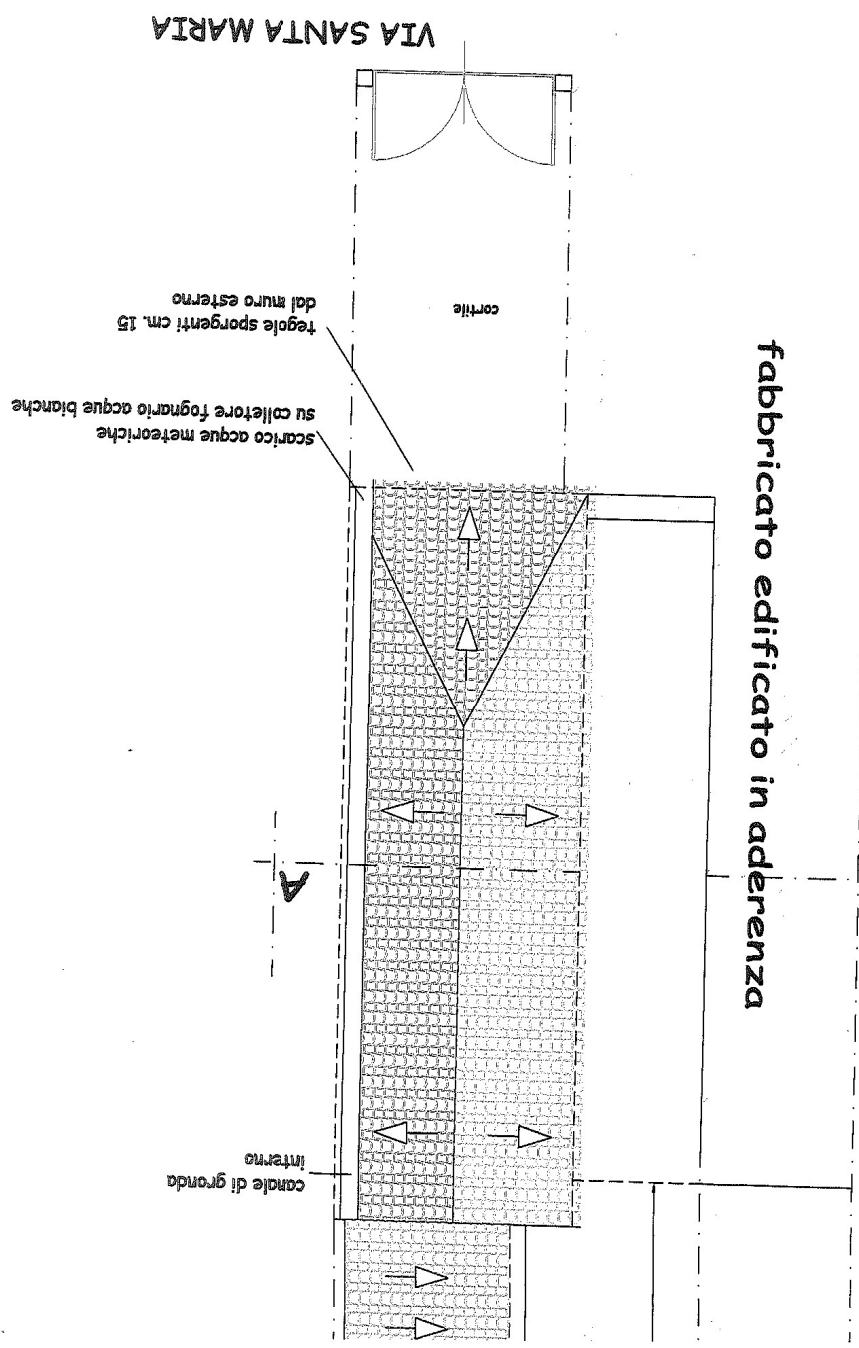 VIA SANTA MARIA
tegole sporgenti cm. 15
dal muro esterno
cortile
scarico acque meteoriche
su colletore fognario acque bianche
fabbricato edificato in aderenza
A
canale di gronda
interno